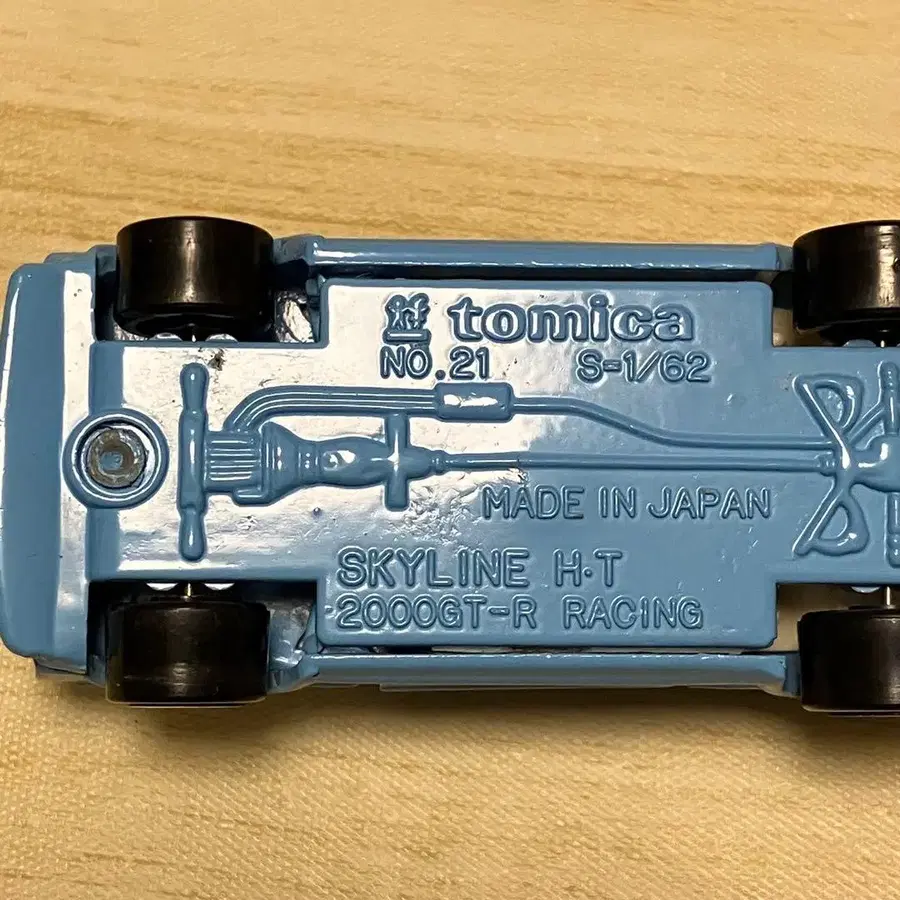 tomica
NO.21 S-1/62
MADE IN JAPAN
SKYLINE H·T
2000GT-R RACING